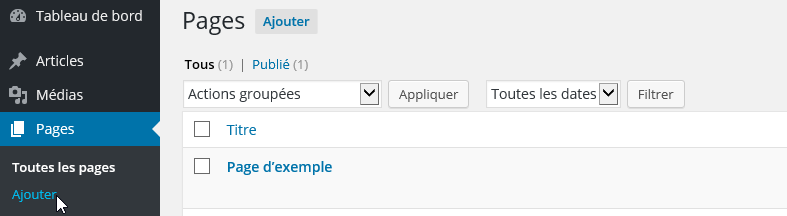 Tableau de bord
Articles
Médias
Pages
Toutes les pages
Ajouter
Pages Ajouter
Tous (1) | Publié (1)
Actions groupées Appliquer Toutes les dates Filtrer
Titre
Page d’exemple